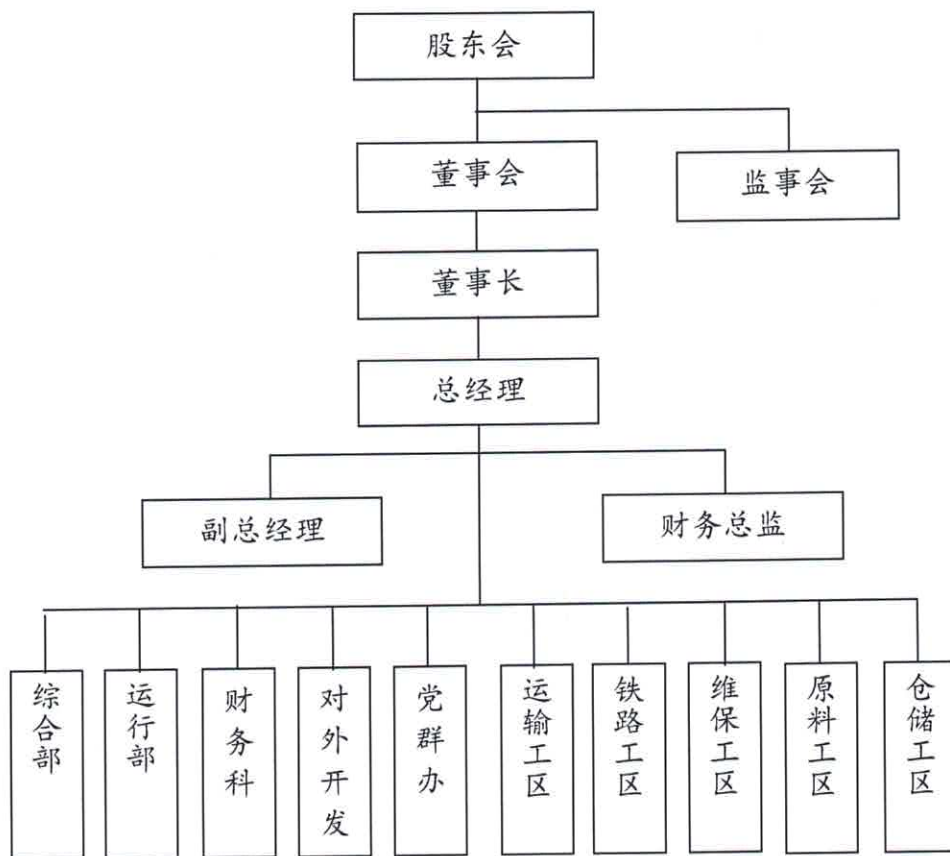 股东会
董事会
监事会
董事长
总经理
副总经理
财务总监
综合部
运行部
财务科
对外开发
党群办
运输工区
铁路工区
维保工区
原料工区
仓储工区